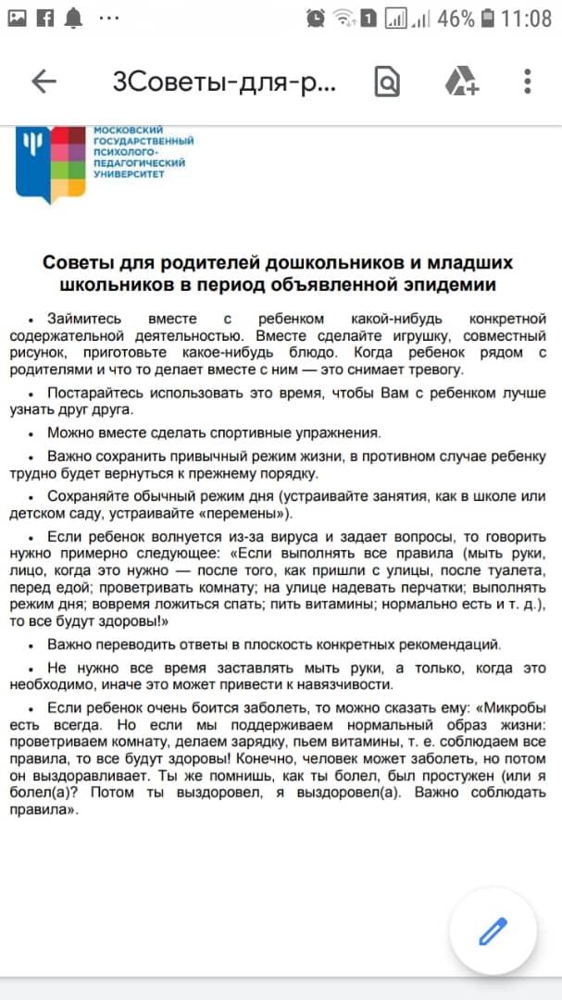 46% 11:08
3Советы-для-р...
МОСКОВСКИЙ
ГОСУДАРСТВЕННЫЙ
ПСИХОЛОГО-
ПЕДАГОГИЧЕСКИЙ
УНИВЕРСИТЕТ
Советы для родителей дошкольников и младших
школьников в период объявленной эпидемии
• Займитесь вместе с ребенком какой-нибудь конкретной
содержательной деятельностью. Вместе сделайте игрушку, совместный
рисунок, приготовьте какое-нибудь блюдо. Когда ребенок рядом с
родителями и что то делает вместе с ним — это снимает тревогу.
• Постарайтесь использовать это время, чтобы Вам с ребенком лучше
узнать друг друга.
• Можно вместе сделать спортивные упражнения.
• Важно сохранить привычный режим жизни, в противном случае ребенку
трудно будет вернуться к прежнему порядку.
• Сохраняйте обычный режим дня (устраивайте занятия, как в школе или
детском саду, устраивайте «перемены»).
• Если ребенок волнуется из-за вируса и задает вопросы, то говорить
нужно примерно следующее: «Если выполнять все правила (мыть руки,
лицо, когда это нужно — после того, как пришли с улицы, после туалета,
перед едой; проветривать комнату; на улице надевать перчатки; выполнять
режим дня; вовремя ложиться спать; пить витамины; нормально есть и т. д.),
то все будут здоровы!»
• Важно переводить ответы в плоскость конкретных рекомендаций.
• Не нужно все время заставлять мыть руки, а только, когда это
необходимо, иначе это может привести к навязчивости.
• Если ребенок очень боится заболеть, то можно сказать ему: «Микробы
есть всегда. Но если мы поддерживаем нормальный образ жизни:
проветриваем комнату, делаем зарядку, пьем витамины, т. е. соблюдаем все
правила, то все будут здоровы! Конечно, человек может заболеть, но потом
он выздоравливает. Ты же помнишь, как ты болел, был простужен (или я
болел(а)? Потом ты выздоровел, я выздоровел(а). Важно соблюдать
правила».